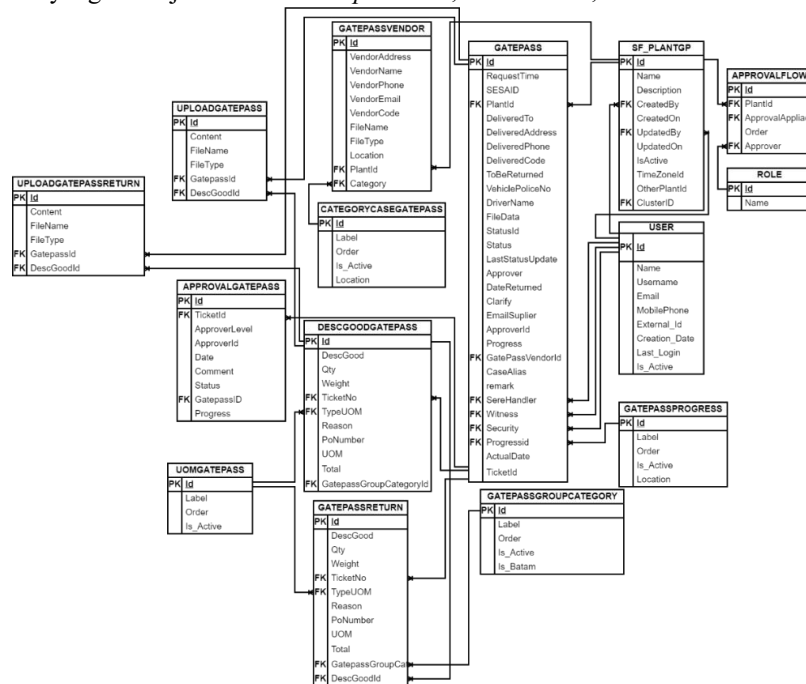 GATEPASSVENDOR
PK Id
VendorAddress
VendorName
VendorPhone
VendorEmail
VendorCode
FileName
FileType
Location
FK PlantId
FK Category
GATEPASS
PK Id
RequestTime
SESAID
FK PlantId
DeliveredTo
DeliveredAddress
DeliveredPhone
DeliveredCode
ToBeReturned
VehiclePoliceNo
DriverName
FileData
StatusId
Status
LastStatusUpdate
Approver
DateReturned
Clarify
EmailSuplier
ApproverId
Progress
FK GatePassVendorId
CaseAlias
remark
FK SereHandler
FK Witness
FK Security
FK Progressid
ActualDate
TicketId
SF_PLANTGP
PK Id
Name
Description
FK CreatedBy
CreatedOn
FK UpdatedBy
UpdatedOn
IsActive
TimeZoneId
OtherPlantId
FK ClusterID
APPROVALFLOW
PK Id
FK PlantId
FK ApprovalApplia
Order
FK Approver
ROLE
PK Id
Name
UPLOADGATEPASS
PK Id
Content
FileName
FileType
FK GatepassId
FK DescGoodId
UPLOADGATEPASSRETURN
PK Id
Content
FileName
FileType
FK GatepassId
FK DescGoodId
CATEGORYCASEGATEPASS
PK Id
Label
Order
Is_Active
Location
USER
PK Id
Name
Username
Email
MobilePhone
External_Id
Creation_Date
Last_Login
Is_Active
APPROVALGATEPASS
PK Id
FK TicketId
ApproverLevel
ApproverId
Date
Comment
Status
FK GatepassID
Progress
DESCGOODGATEPASS
PK Id
DescGood
Qty
Weight
FK TicketNo
FK TypeUOM
Reason
PoNumber
UOM
Total
FK GatepassGroupCategoryId
GATEPASSPROGRESS
PK Id
Label
Order
Is_Active
Location
UOMGATEPASS
PK Id
Label
Order
Is_Active
GATEPASSGROUPCATEGORY
PK Id
Label
Order
Is_Active
Is_Batam
GATEPASSRETURN
PK Id
DescGood
Qty
Weight
FK TicketNo
FK TypeUOM
Reason
PoNumber
UOM
Total
FK GatepassGroupCat
FK DescGoodId